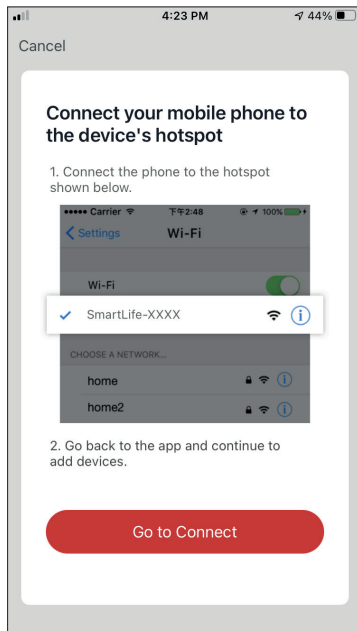 4:23 PM 44%
Cancel
Connect your mobile phone to
the device's hotspot
1. Connect the phone to the hotspot
shown below.
Carrier 下午2:48 100%
Settings Wi-Fi
Wi-Fi
SmartLife-XXXX
CHOOSE A NETWORK...
home
home2
2. Go back to the app and continue to
add devices.
Go to Connect